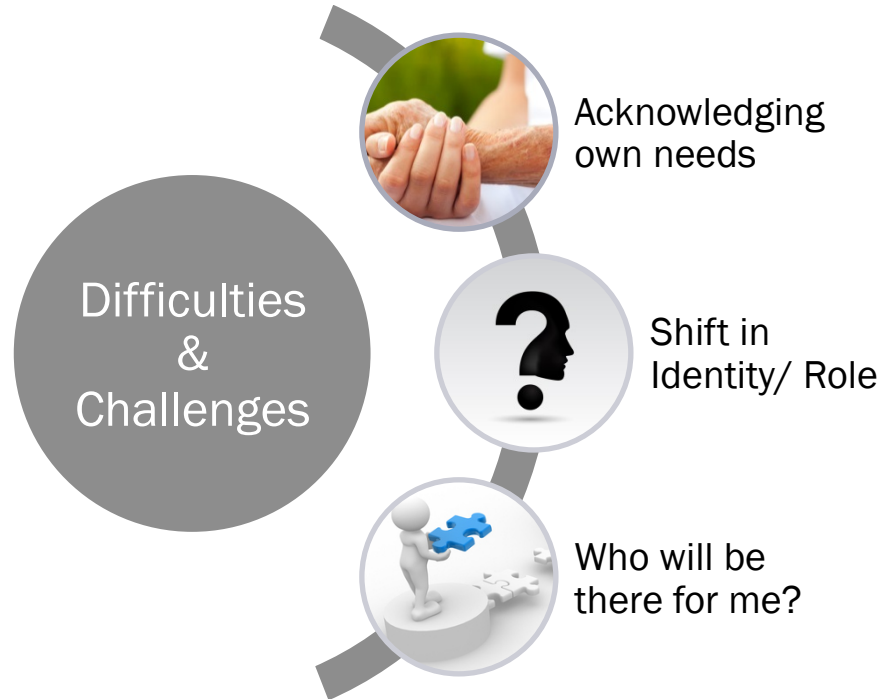 Difficulties
&
Challenges
Acknowledging
own needs
Shift in
Identity/ Role
Who will be
there for me?